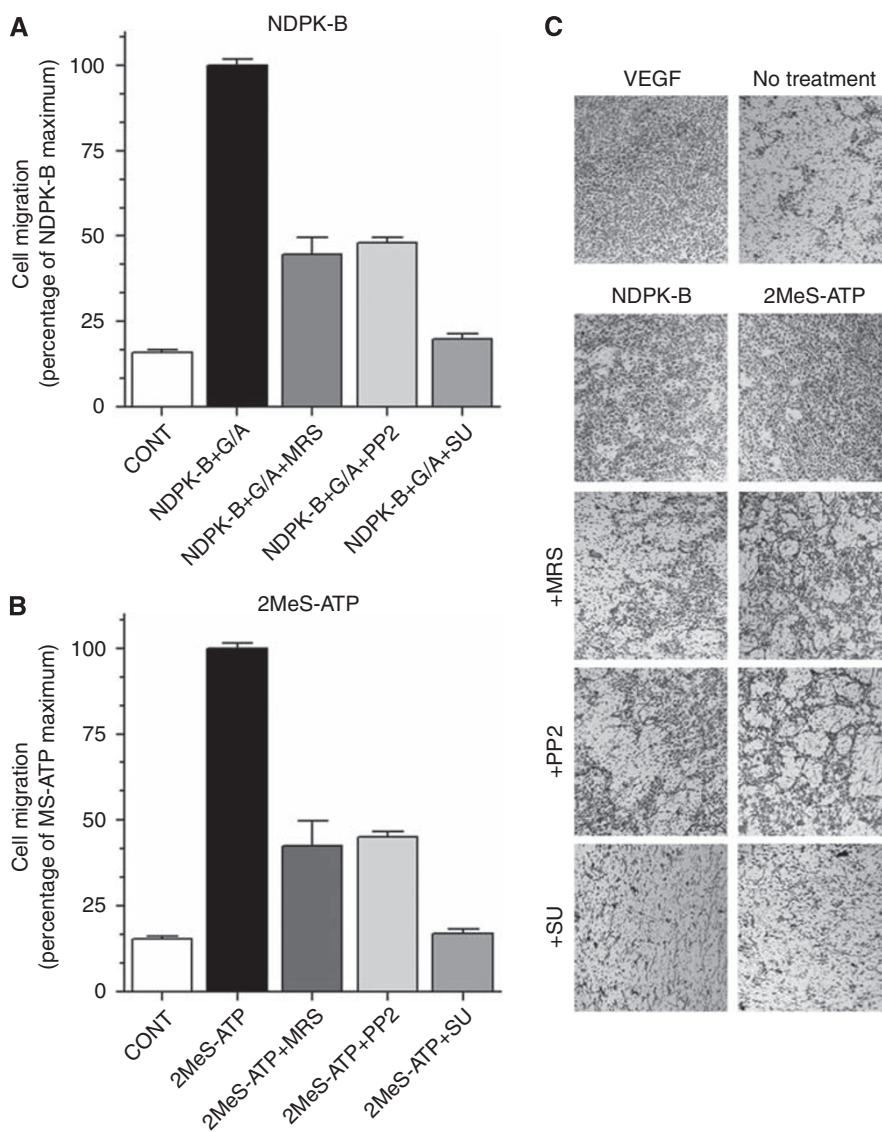 A
NDPK-B
Cell migration
(percentage of NDPK-B maximum)
100
75
50
25
0
CONT
NDPK-B+G/A
NDPK-B+G/A+MRS
NDPK-B+G/A+PP2
NDPK-B+G/A+SU
B
2MeS-ATP
Cell migration
(percentage of MS-ATP maximum)
100
75
50
25
0
CONT
2MeS-ATP
2MeS-ATP+MRS
2MeS-ATP+PP2
2MeS-ATP+SU
C
VEGF
No treatment
NDPK-B
2MeS-ATP
+MRS
+PP2
+SU